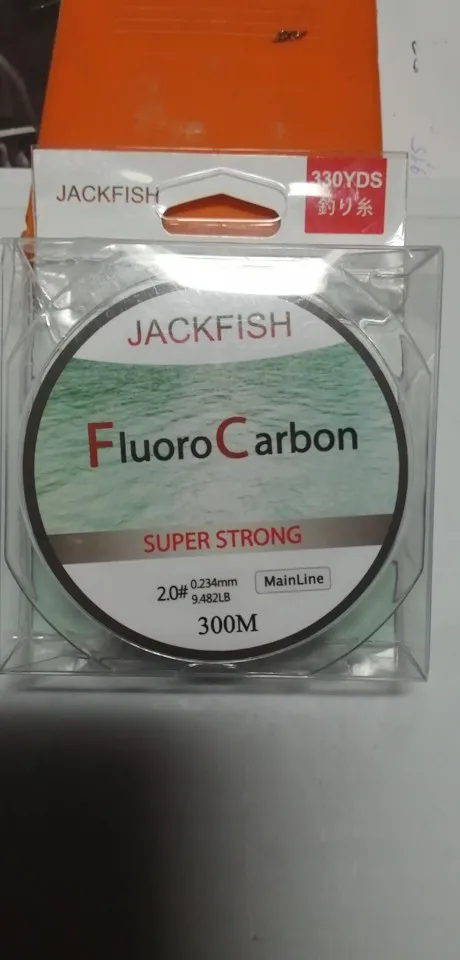 JACKFISH
330YDS
釣り糸
JACKFISH
FluoroCarbon
SUPER STRONG
2.0# 0.234mm
9.482LB
MainLine
300M